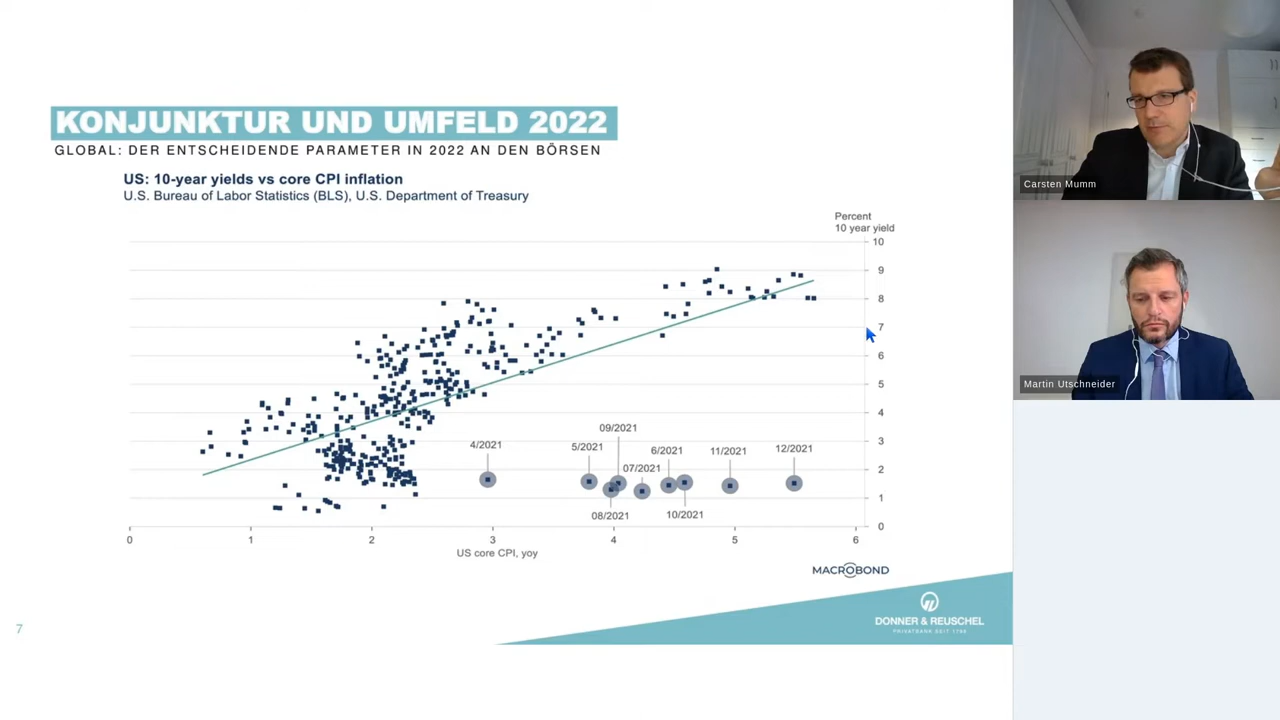 KONJUNKTUR UND UMFELD 2022
GLOBAL: DER ENTSCHEIDENDE PARAMETER IN 2022 AN DEN BÖRSEN
US: 10-year yields vs core CPI inflation
U.S. Bureau of Labor Statistics (BLS), U.S. Department of Treasury
Percent
10 year yield
10
9
8
7
6
5
4
3
2
1
0
4/2021
5/2021
09/2021
07/2021
6/2021
11/2021
12/2021
08/2021
10/2021
0 1 2 3 4 5 6
US core CPI, yoy
MACROBOND
DONNER & REUSCHEL
PRIVATBANK SEIT 1798
7
Carsten Mumm
Martin Utschneider